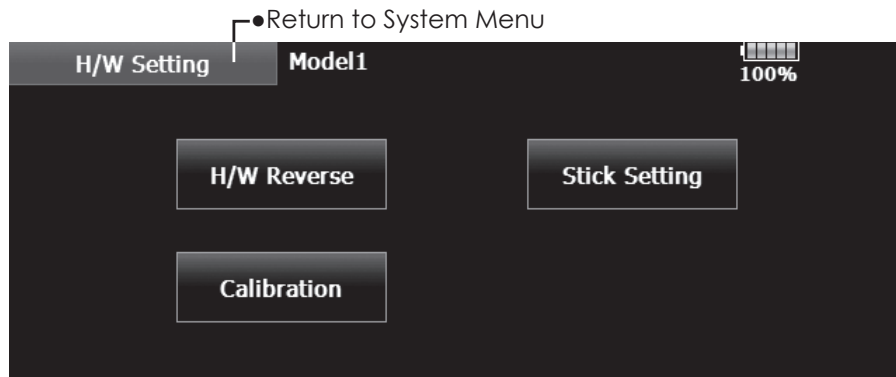 ●Return to System Menu
H/W Setting
Model1
100%
H/W Reverse
Stick Setting
Calibration